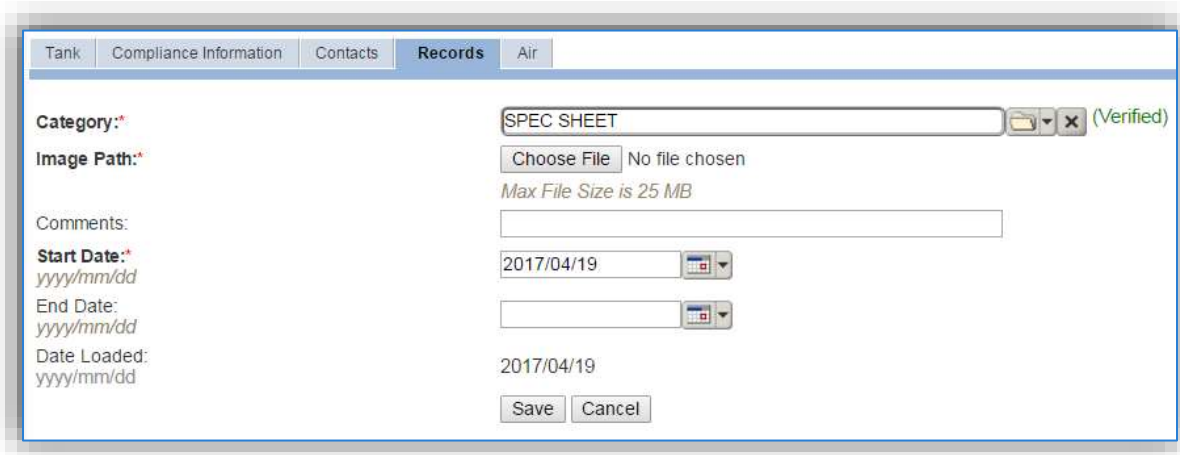 Tank Compliance Information Contacts Records Air
Category:* SPEC SHEET (Verified)
Image Path:* Choose File No file chosen
Max File Size is 25 MB
Comments:
Start Date:* 2017/04/19
yyyy/mm/dd
End Date:
yyyy/mm/dd
Date Loaded: 2017/04/19
yyyy/mm/dd
Save Cancel